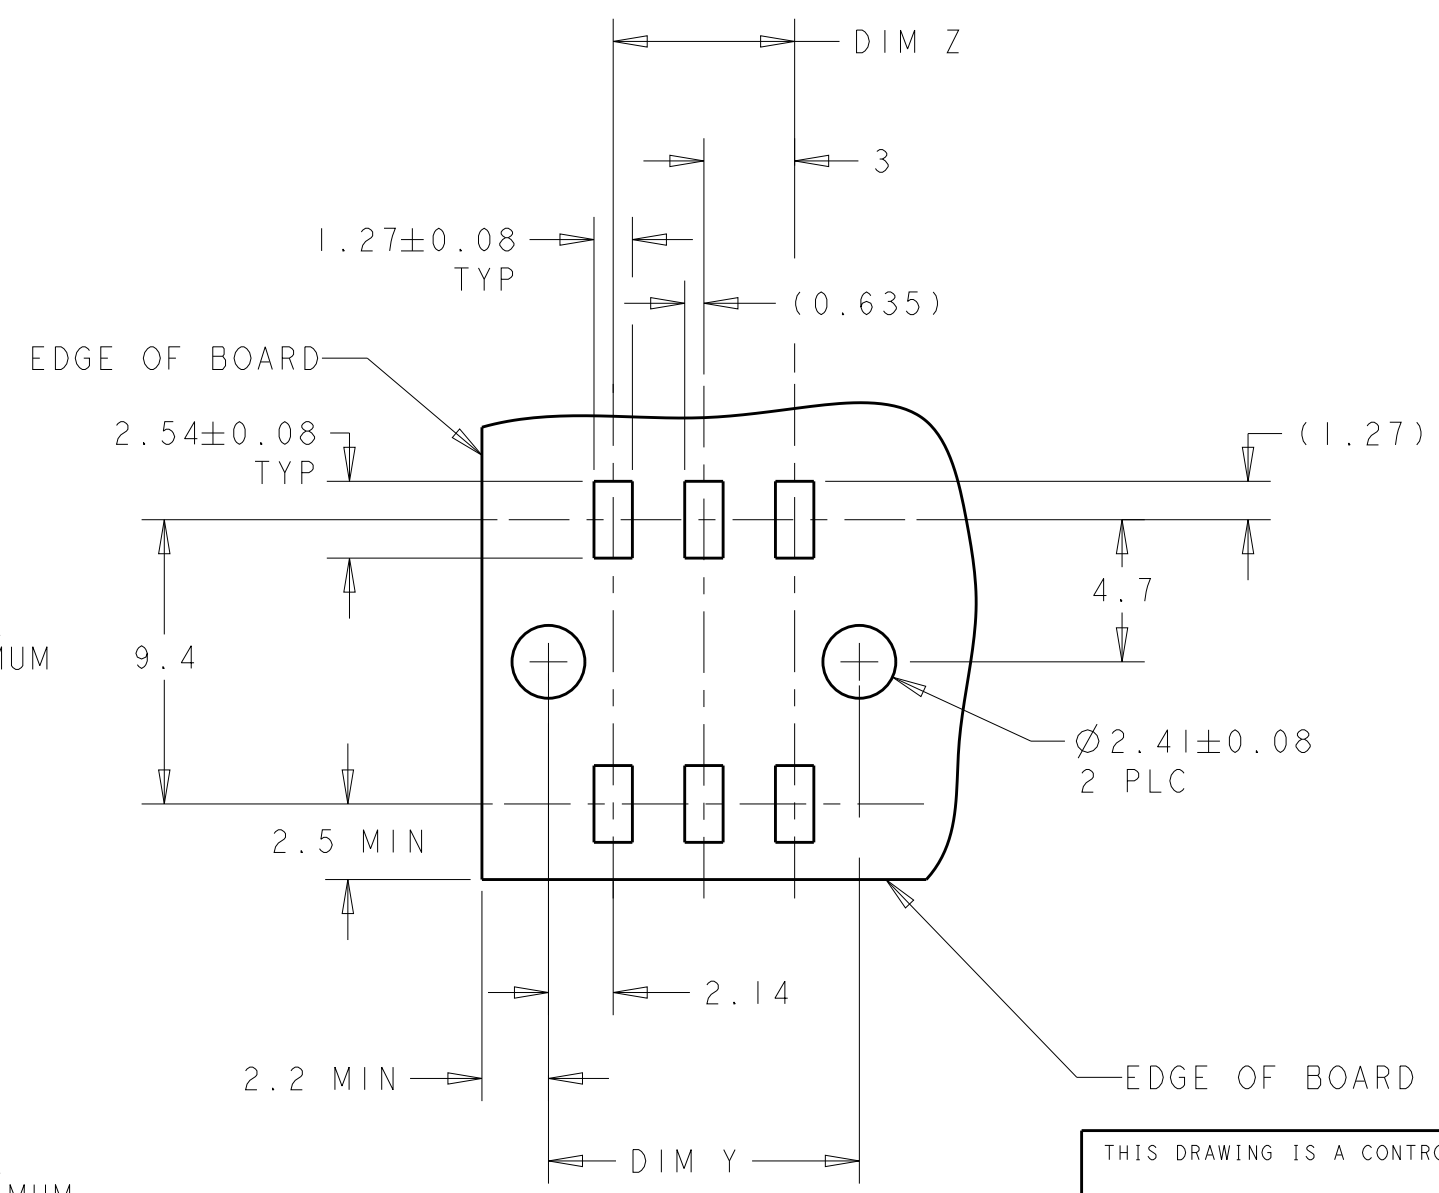 DIM Z
3
1.27±0.08
TYP
(0.635)
EDGE OF BOARD
2.54±0.08
TYP
(1.27)
4.7
9.4
Ø2.41±0.08
2 PLC
2.5 MIN
2.14
2.2 MIN
EDGE OF BOARD
DIM Y
THIS DRAWING IS A